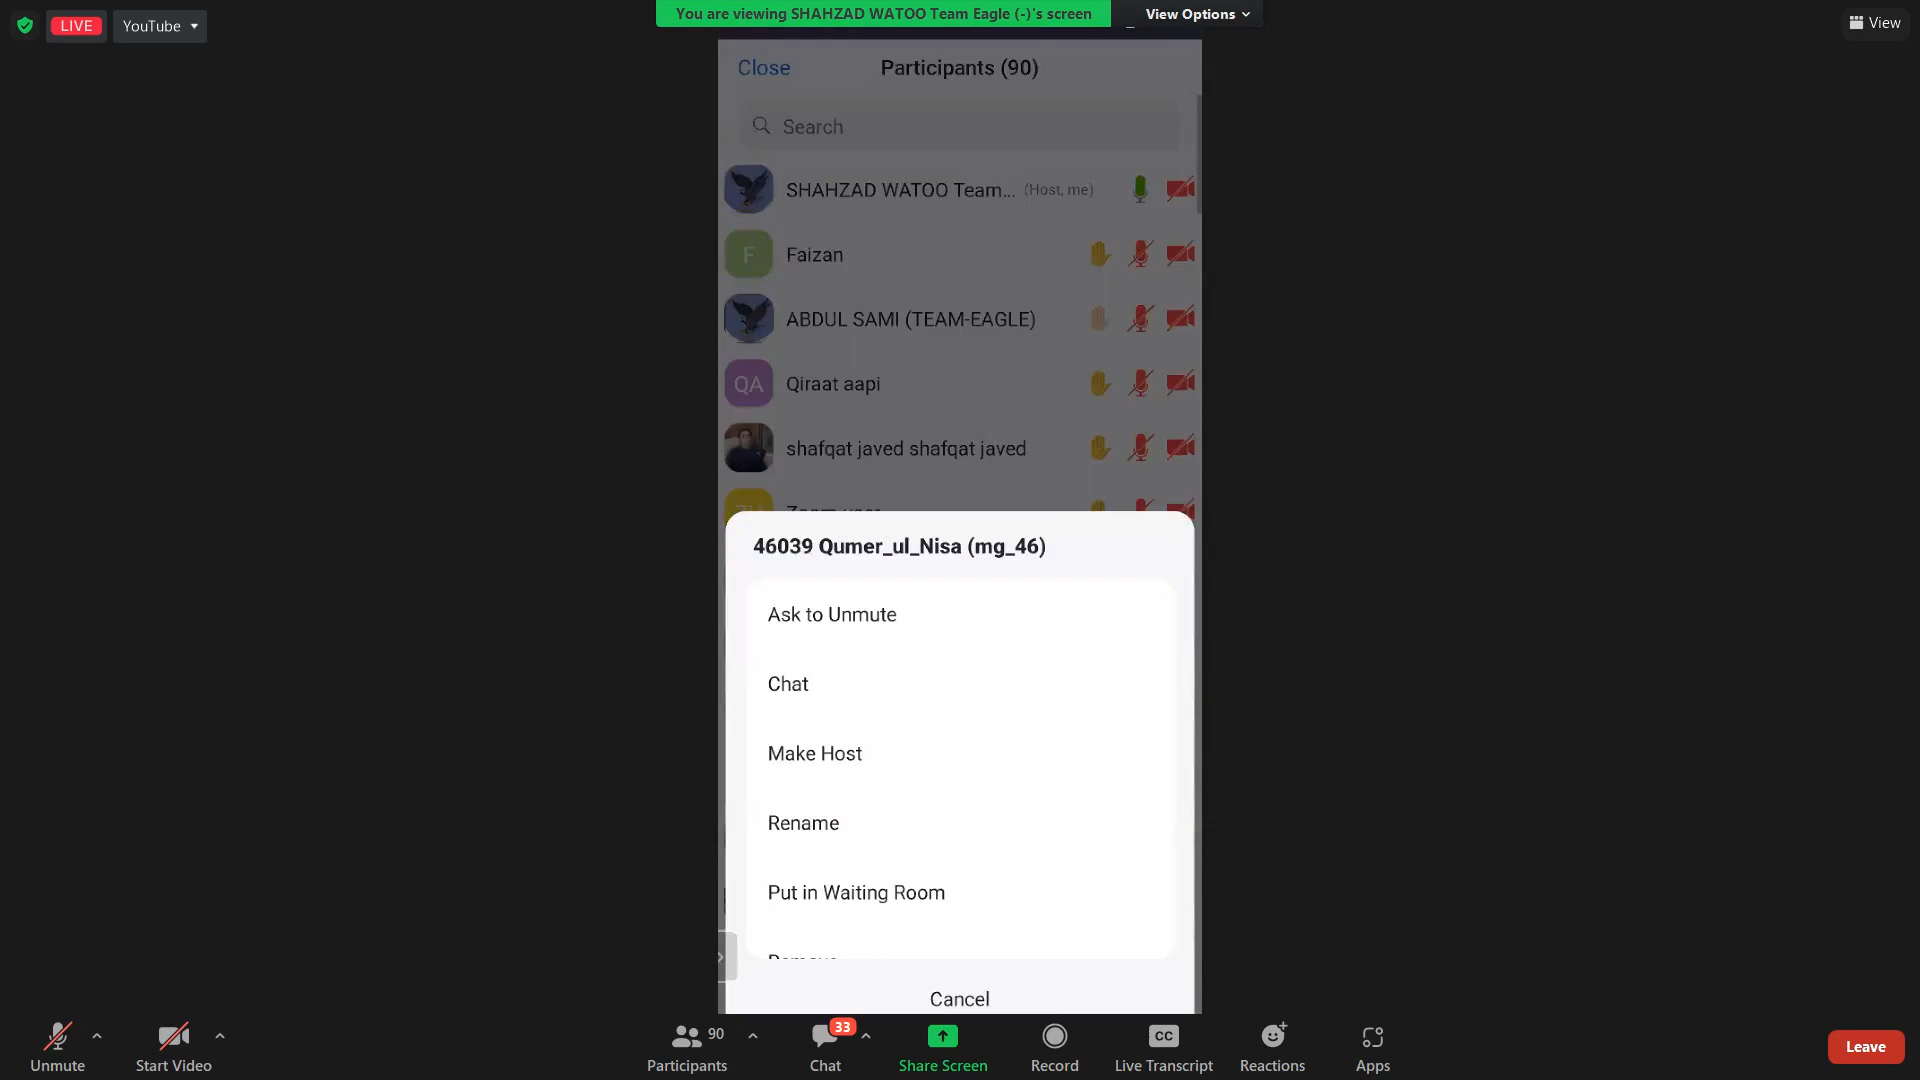 LIVE
YouTube
You are viewing SHAHZAD WATOO Team Eagle (-)'s screen
View Options
View
Close
Participants (90)
Search
SHAHZAD WATOO Team... (Host, me)
F
Faizan
ABDUL SAMI (TEAM-EAGLE)
QA
Qiraat aapi
shafqat javed shafqat javed
46039 Qumer_ul_Nisa (mg_46)
Ask to Unmute
Chat
Make Host
Rename
Put in Waiting Room
Cancel
Unmute
Start Video
90
Participants
33
Chat
Share Screen
Record
CC
Live Transcript
Reactions
Apps
Leave